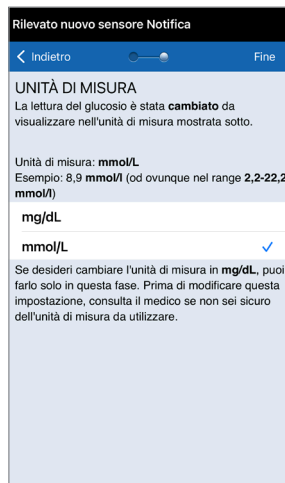 Rilevato nuovo sensore Notifica
Indietro
Fine
UNITÀ DI MISURA
La lettura del glucosio è stata cambiato da
visualizzare nell'unità di misura mostrata sotto.
Unità di misura: mmol/L
Esempio: 8,9 mmol/l (od ovunque nel range 2,2-22,2
mmol/l)
mg/dL
mmol/L
Se desideri cambiare l'unità di misura in mg/dL, puoi
farlo solo in questa fase. Prima di modificare questa
impostazione, consulta il medico se non sei sicuro
dell'unità di misura da utilizzare.